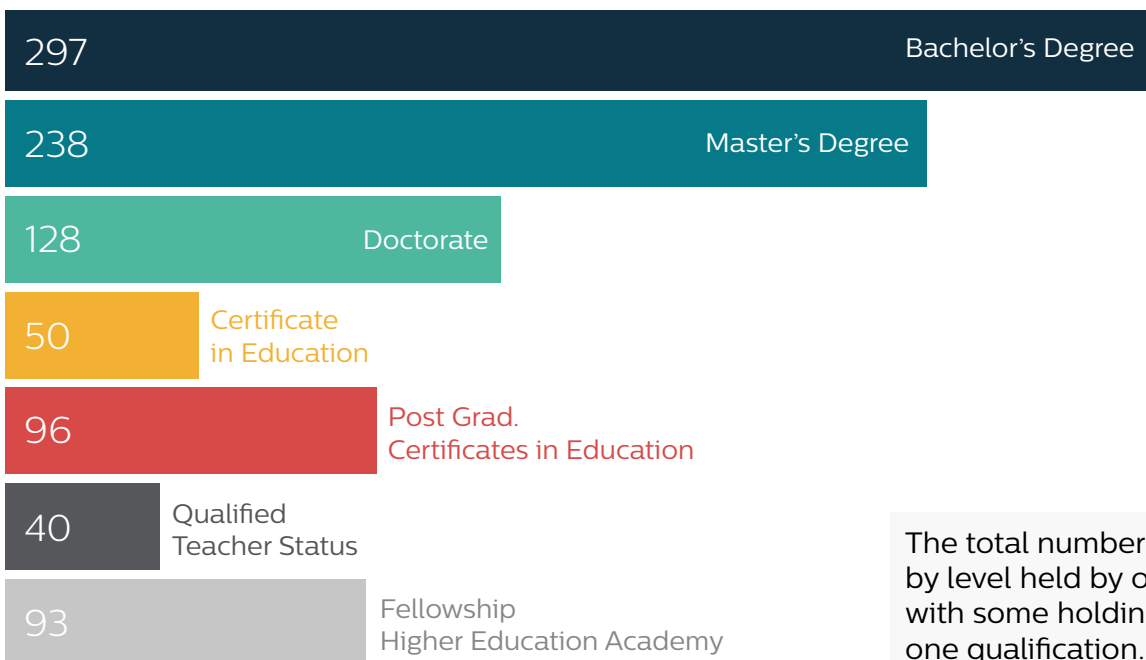 297 Bachelor's Degree
238 Master's Degree
128 Doctorate
50 Certificate
in Education
96 Post Grad.
Certificates in Education
40 Qualified
Teacher Status
93 Fellowship
Higher Education Academy
The total number
by level held by
with some
one qualification.